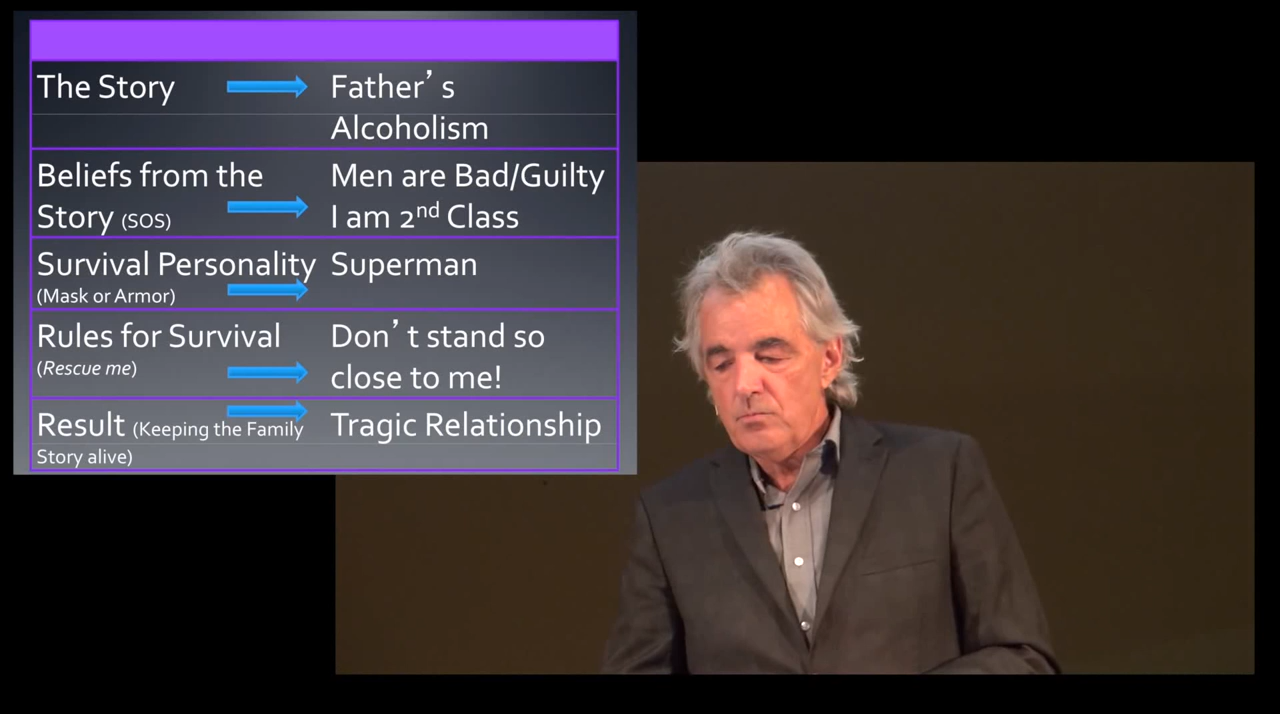 The Story
Father's
Alcoholism
Beliefs from the
Story (SOS)
Men are Bad/Guilty
I am 2nd Class
Survival Personality
(Mask or Armor)
Superman
Rules for Survival
(Rescue me)
Don't stand so
close to me!
Result (Keeping the Family
Story alive)
Tragic Relationship